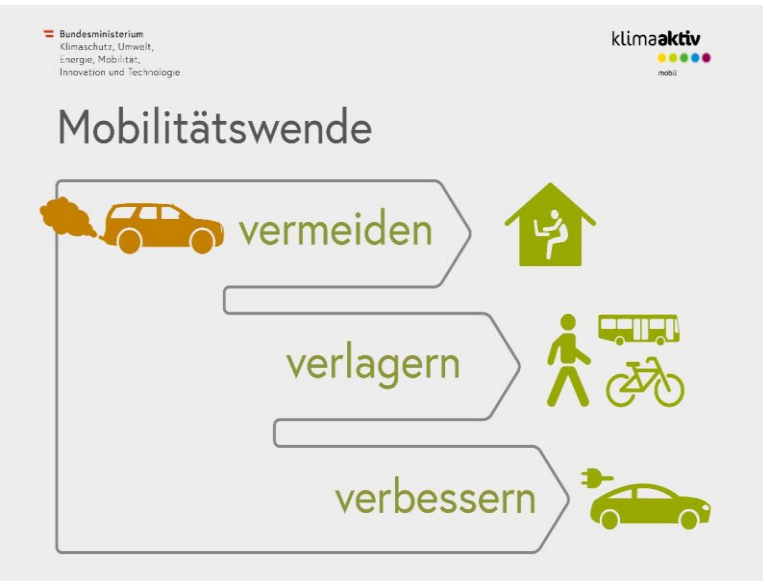 Bundesministerium
Klimaschutz, Umwelt,
Energie, Mobilität,
Innovation und Technologie
klimaaktiv
mobil
Mobilitätswende
vermeiden
verlagern
verbessern